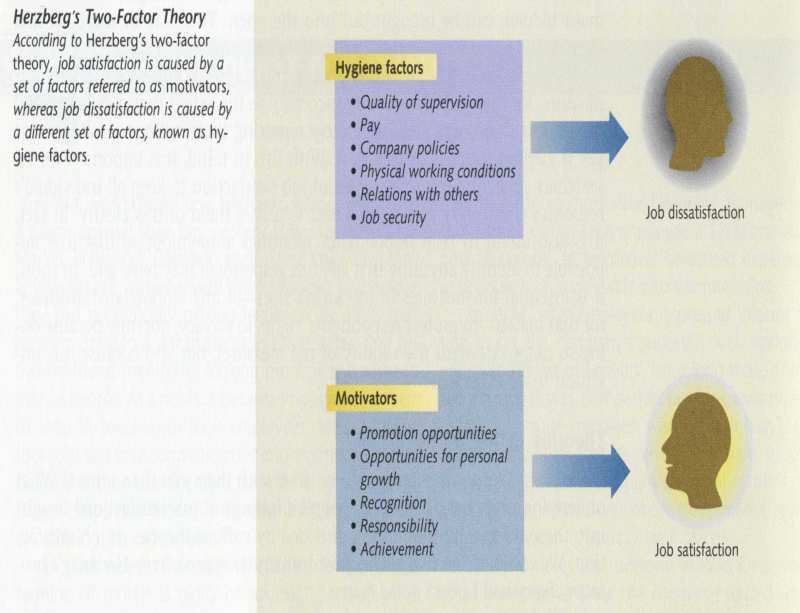 Herzberg's Two-Factor Theory
According to Herzberg's two-factor
theory, job satisfaction is caused by a
set of factors referred to as motivators,
whereas job dissatisfaction is caused by
a different set of factors, known as hy-
giene factors.
Hygiene factors
• Quality of supervision
• Pay
• Company policies
• Physical working conditions
• Relations with others
• Job security
Job dissatisfaction
Motivators
• Promotion opportunities
• Opportunities for personal
growth
• Recognition
• Responsibility
• Achievement
Job satisfaction